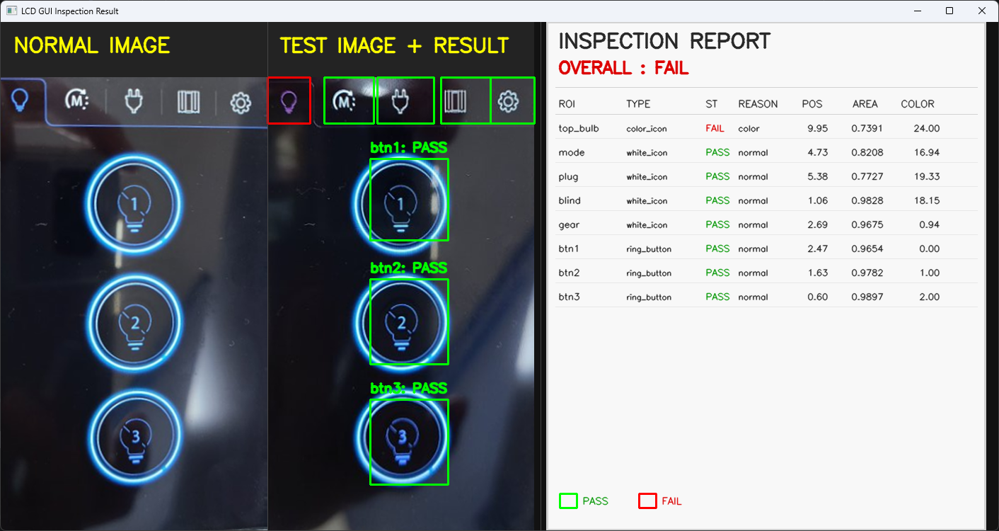 LCD GUI Inspection Result
NORMAL IMAGE
M
1
2
3
TEST IMAGE + RESULT
M
btn1: PASS
1
btn2: PASS
2
btn3: PASS
3
INSPECTION REPORT
OVERALL : FAIL
ROI TYPE ST REASON POS AREA COLOR
top_bulb color_icon FAIL color 9.95 0.7391 24.00
mode white_icon PASS normal 4.73 0.8208 16.94
plug white_icon PASS normal 5.38 0.7727 19.33
blind white_icon PASS normal 1.06 0.9828 18.15
gear white_icon PASS normal 2.69 0.9675 0.94
btn1 ring_button PASS normal 2.47 0.9654 0.00
btn2 ring_button PASS normal 1.63 0.9782 1.00
btn3 ring_button PASS normal 0.60 0.9897 2.00
PASS FAIL